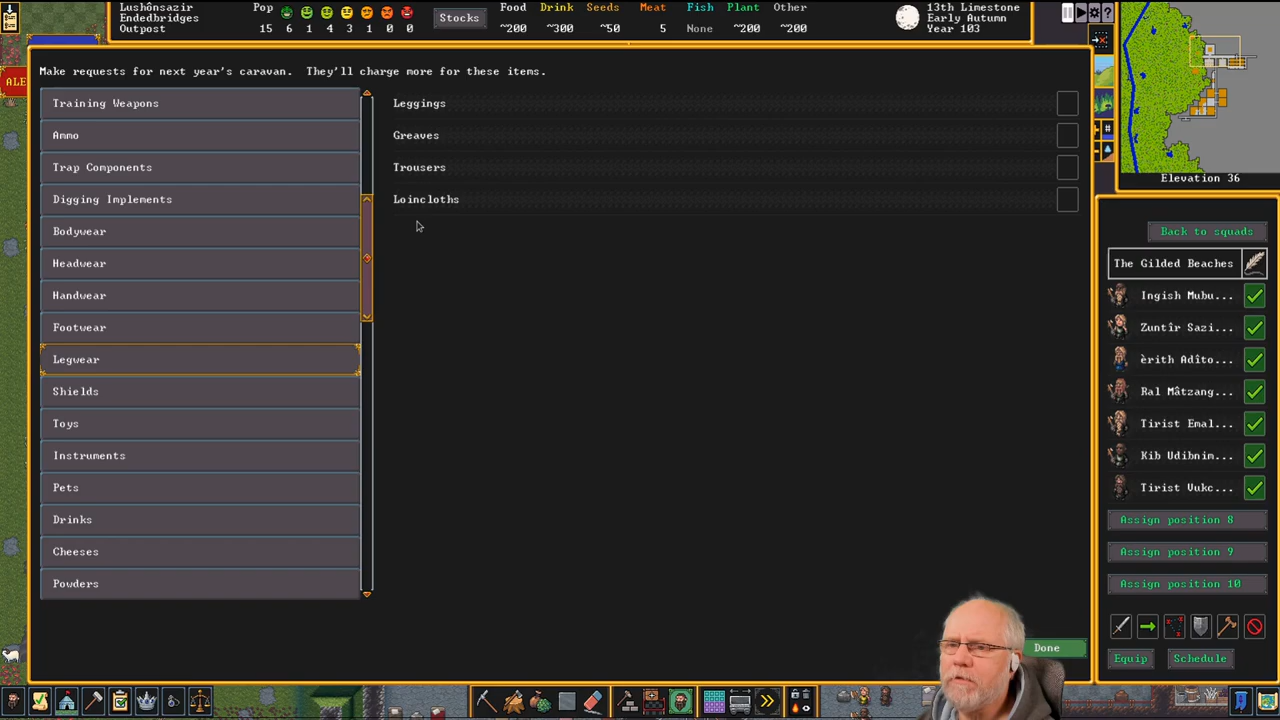 Lushônsazir
Endedbridges
Outpost
Pop
15 6 1 4 3 1 0 0
Stocks
Food Drink Seeds Meat Fish Plant Other
~200 ~300 ~50 5 None ~200 ~200
13th Limestone
Early Autumn
Year 103
ALE
Make requests for next year's caravan. They'll charge more for these items.
Training Weapons
Ammo
Trap Components
Digging Implements
Bodywear
Headwear
Handwear
Footwear
Legwear
Shields
Toys
Instruments
Pets
Drinks
Cheeses
Powders
Leggings
Greaves
Trousers
Loincloths
Done
Elevation 36
Back to squads
The Gilded Beaches
Ingish Mubu...
Zuntîr Sazi...
èrith Adîto...
Ral Mâtzang...
Tirist Emal...
Kib Udibnim...
Tirist Vukc...
Assign position 8
Assign position 9
Assign position 10
Equip
Schedule